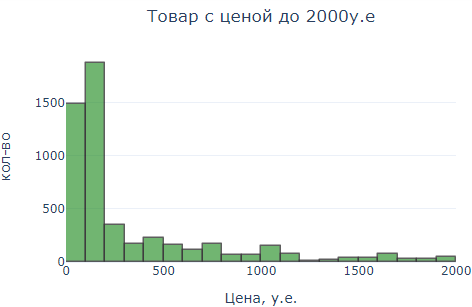 Товар с ценой до 2000у.е
кол-во
1500
1000
500
0
0 500 1000 1500 2000
Цена, у.е.